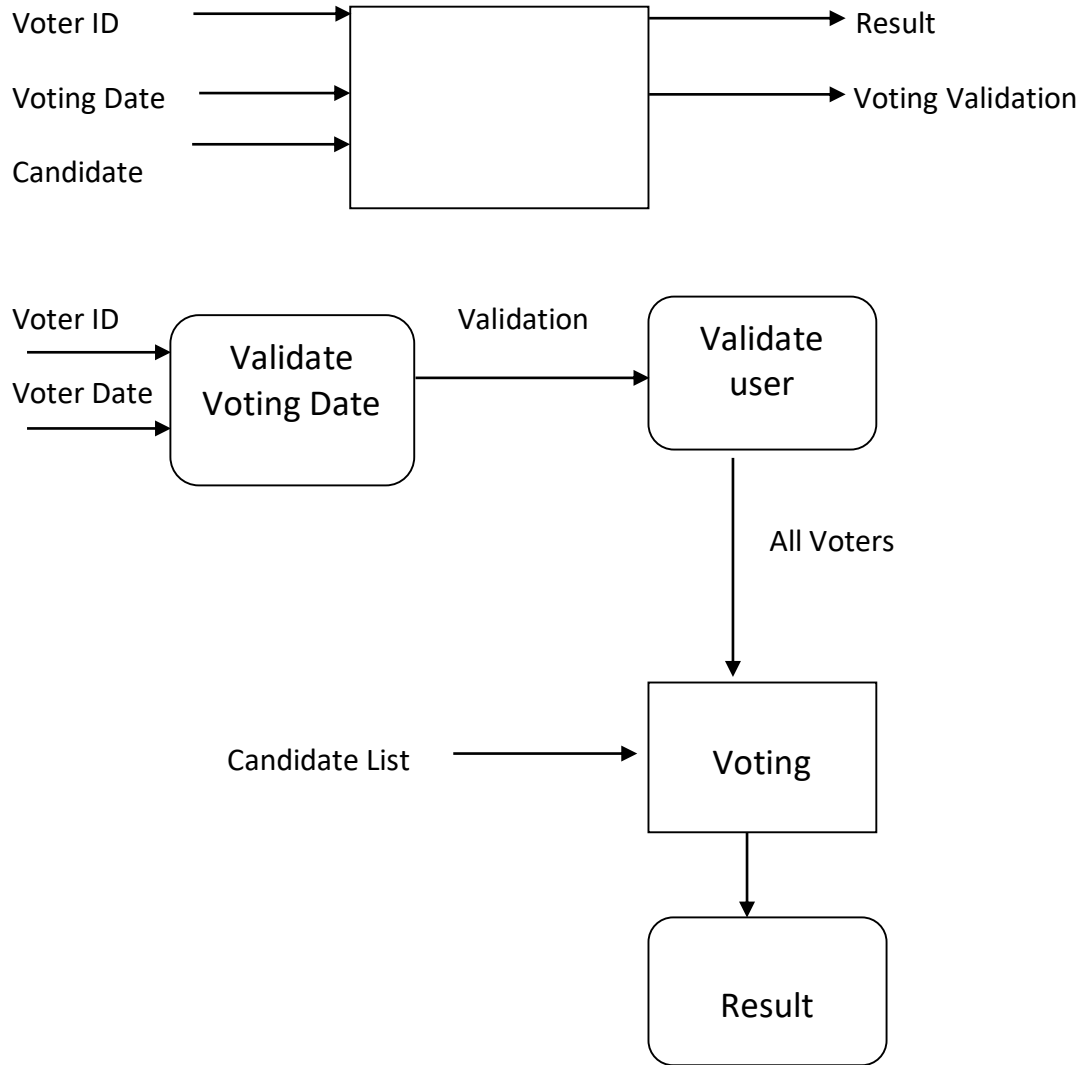 Voter ID
Result
Voting Date
Voting Validation
Candidate
Voter ID
Validation
Validate
user
Validate
Voting Date
Voter Date
All Voters
Candidate List
Voting
Result